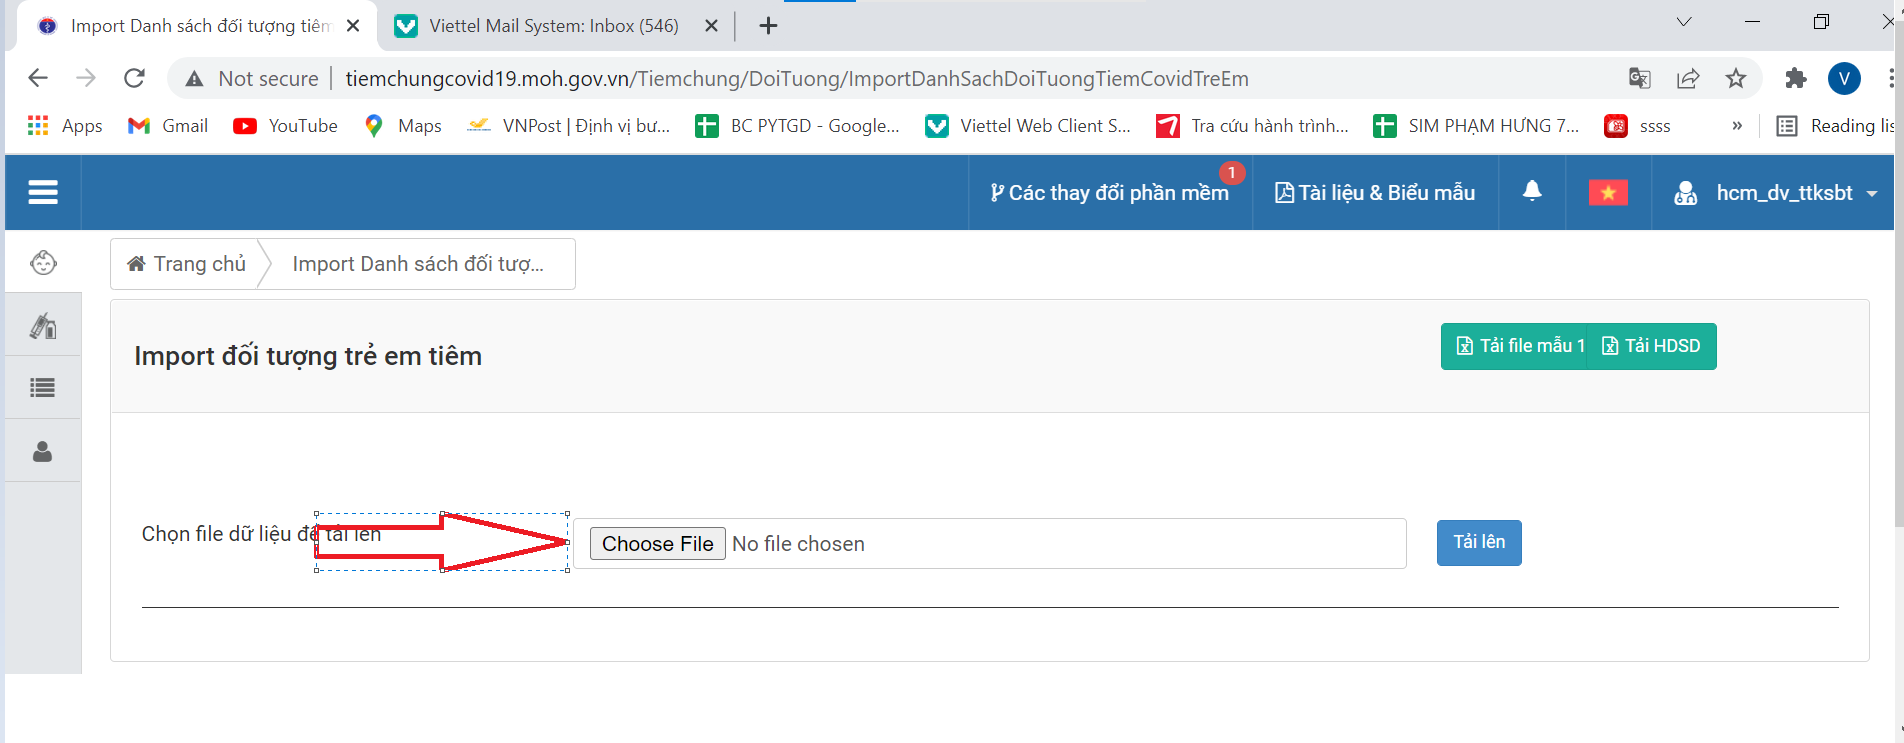 Import Danh sách đối tượng tiêm
Viettel Mail System: Inbox (546)
Not secure
tiemchungcovid19.moh.gov.vn/Tiemchung/DoiTuong/ImportDanhSachDoiTuongTiemCovidTreEm
V
Apps
Gmail
YouTube
Maps
VNPost | Định vị bư...
BC PYTGD - Google...
Viettel Web Client S...
Tra cứu hành trình...
SIM PHẠM HƯNG 7...
ssss
»
Reading lis
Các thay đổi phần mềm
1
Tài liệu & Biểu mẫu
hcm_dv_ttksbt
Trang chủ
Import Danh sách đối tượ...
Import đối tượng trẻ em tiêm
Tải file mẫu 1
Tải HDSD
Chọn file dữ liệu để tải lên
Choose File
No file chosen
Tải lên